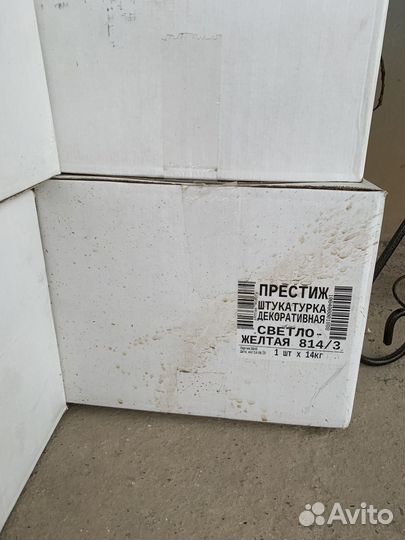 ПРЕСТИЖ
ШТУКАТУРКА
ДЕКОРАТИВНАЯ
СВЕТЛО-
ЖЕЛТАЯ 814/3
1 шт x 14кг
Avito